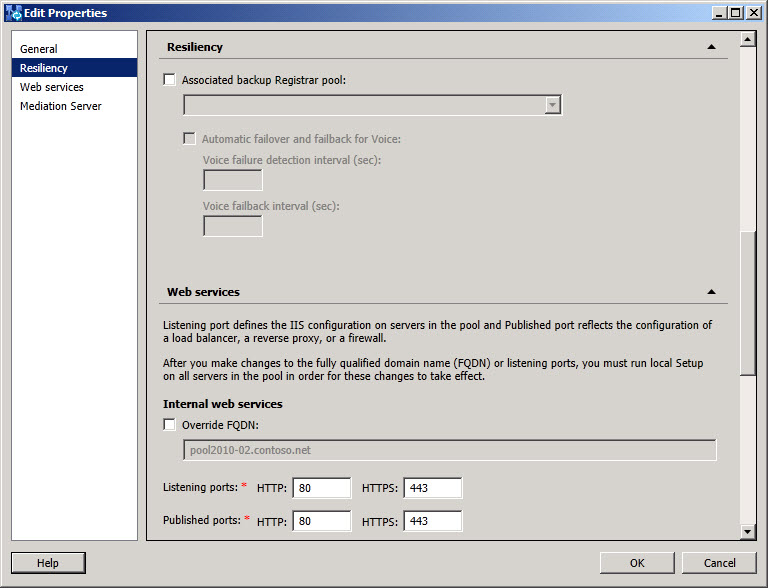 Edit Properties
General
Resiliency
Web services
Mediation Server
Resiliency
Associated backup Registrar pool:
Automatic failover and failback for Voice:
Voice failure detection interval (sec):
Voice failback interval (sec):
Web services
Listening port defines the IIS configuration on servers in the pool and Published port reflects the configuration of
a load balancer, a reverse proxy, or a firewall.
After you make changes to the fully qualified domain name (FQDN) or listening ports, you must run local Setup
on all servers in the pool in order for these changes to take effect.
Internal web services
Override FQDN:
pool2010-02.contoso.net
Listening ports: * HTTP: 80 HTTPS: 443
Published ports: * HTTP: 80 HTTPS: 443
Help OK Cancel